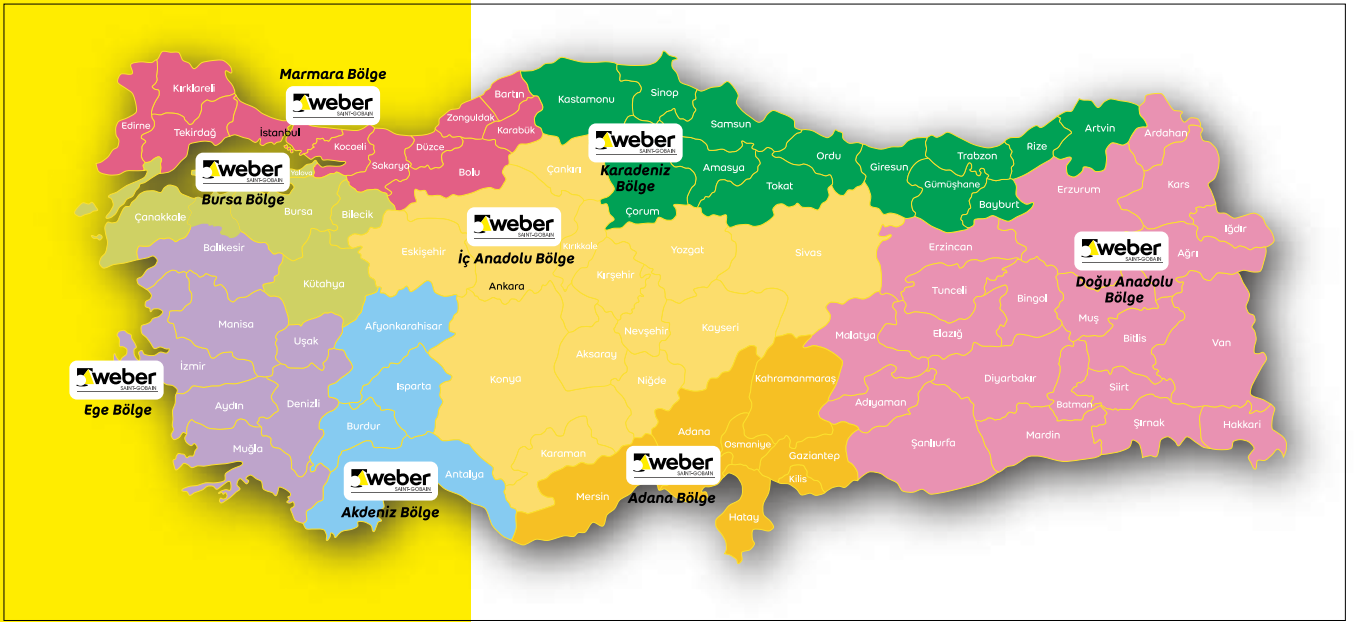 Marmara Bölge
weber
SAINT-GOBAIN
Kırklareli
Edirne
Tekirdağ
İstanbul
Kocaeli
Sakarya
Düzce
Bolu
Zonguldak
Bartın
Karabük
weber
SAINT-GOBAIN
Yalova
Bursa Bölge
Çanakkale
Bursa
Bilecik
Kütahya
Kastamonu
Sinop
Samsun
weber
SAINT-GOBAIN
Karadeniz
Bölge
Amasya
Tokat
Çorum
Ordu
Giresun
Trabzon
Gümüşhane
Bayburt
Rize
Artvin
Çankırı
weber
SAINT-GOBAIN
İç Anadolu Bölge
Eskişehir
Ankara
Kırıkkale
Kırşehir
Yozgat
Sivas
Nevşehir
Kayseri
Aksaray
Niğde
Konya
Karaman
Ardahan
Kars
Erzurum
Iğdır
Ağrı
weber
SAINT-GOBAIN
Doğu Anadolu
Bölge
Erzincan
Tunceli
Bingöl
Muş
Bitlis
Van
Malatya
Elazığ
Diyarbakır
Siirt
Batman
Adıyaman
Şanlıurfa
Mardin
Şırnak
Hakkari
Balıkesir
Manisa
Uşak
weber
SAINT-GOBAIN
Ege Bölge
İzmir
Aydın
Denizli
Muğla
Afyonkarahisar
Isparta
Burdur
Antalya
weber
SAINT-GOBAIN
Akdeniz Bölge
Kahramanmaraş
Adana
Osmaniye
Gaziantep
Kilis
Mersin
Hatay
weber
SAINT-GOBAIN
Adana Bölge